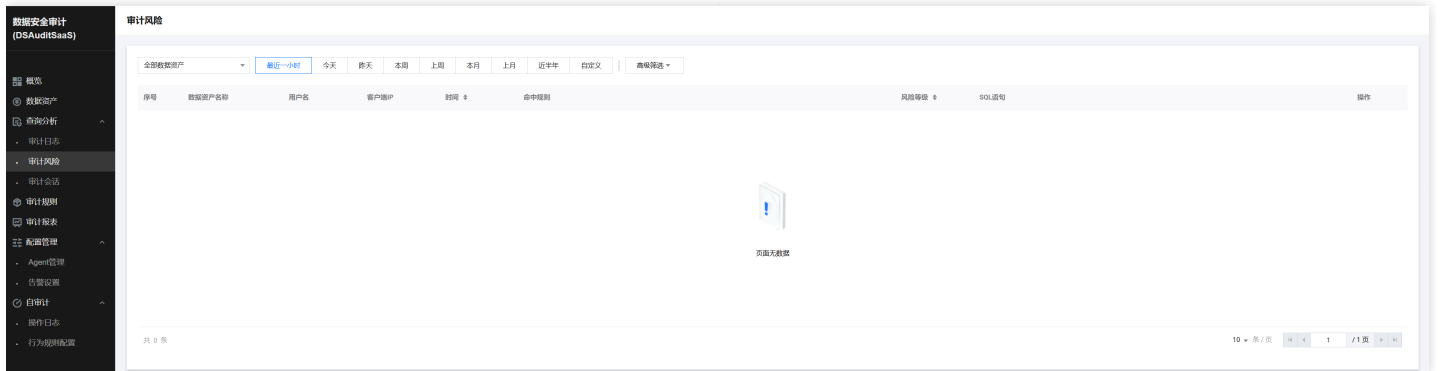 数据安全审计
(DSAuditSaaS)
审计风险
概览
数据资产
查询分析
审计日志
审计风险
审计会话
审计规则
审计报表
配置管理
Agent管理
告警设置
自审计
操作日志
行为规则配置
全部数据资产 最近一小时 今天 昨天 本周 上周 本月 上月 近半年 自定义 高级筛选
序号 数据资产名称 用户名 客户端IP 时间 命中规则 风险等级 SQL语句 操作
页面无数据
共 0 条
10 条 / 页 1 / 1 页